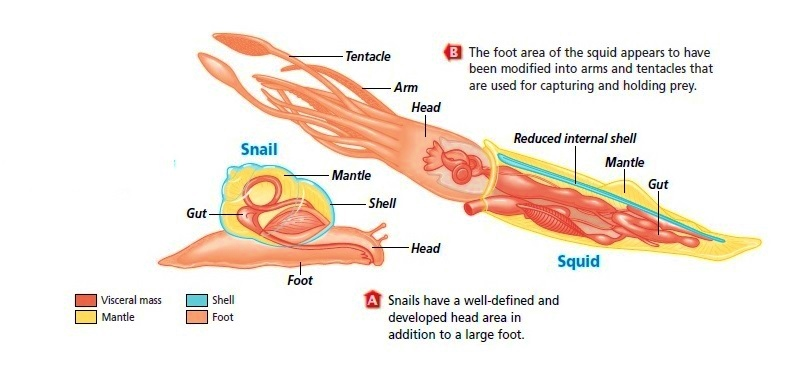 Tentacle
Arm
Head
B The foot area of the squid appears to have
been modified into arms and tentacles that
are used for capturing and holding prey.
Reduced internal shell
Mantle
Gut
Squid
Snail
Mantle
Shell
Gut
Head
Foot
Visceral mass
Shell
Mantle
Foot
A Snails have a well-defined and
developed head area in
addition to a large foot.